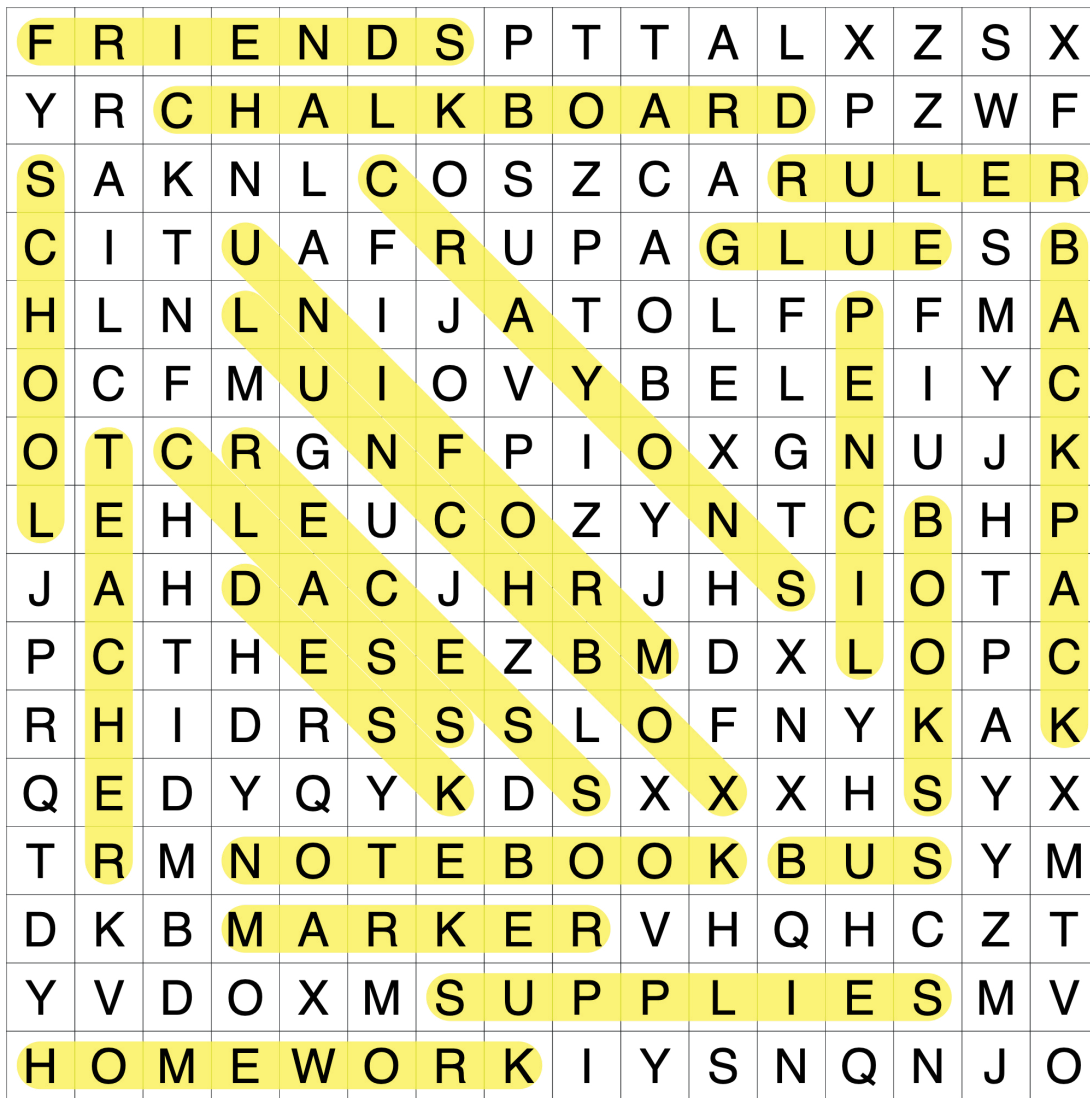 F R I E N D S P T T A L X Z S X
Y R C H A L K B O A R D P Z W F
S A K N L C O S Z C A R U L E R
C I T U A F R U P A G L U E S B
H L N L N I J A T O L F P F M A
O C F M U I O V Y B E L E I Y C
O T C R G N F P I O X G N U J K
L E H L E U C O Z Y N T C B H P
J A H D A C J H R J H S I O T A
P C T H E S E Z B M D X L O P C
R H I D R S S S L O F N Y K A K
Q E D Y Q Y K D S X X X H S Y X
T R M N O T E B O O K B U S Y M
D K B M A R K E R V H Q H C Z T
Y V D O X M S U P P L I E S M V
H O M E W O R K I Y S N Q N J O